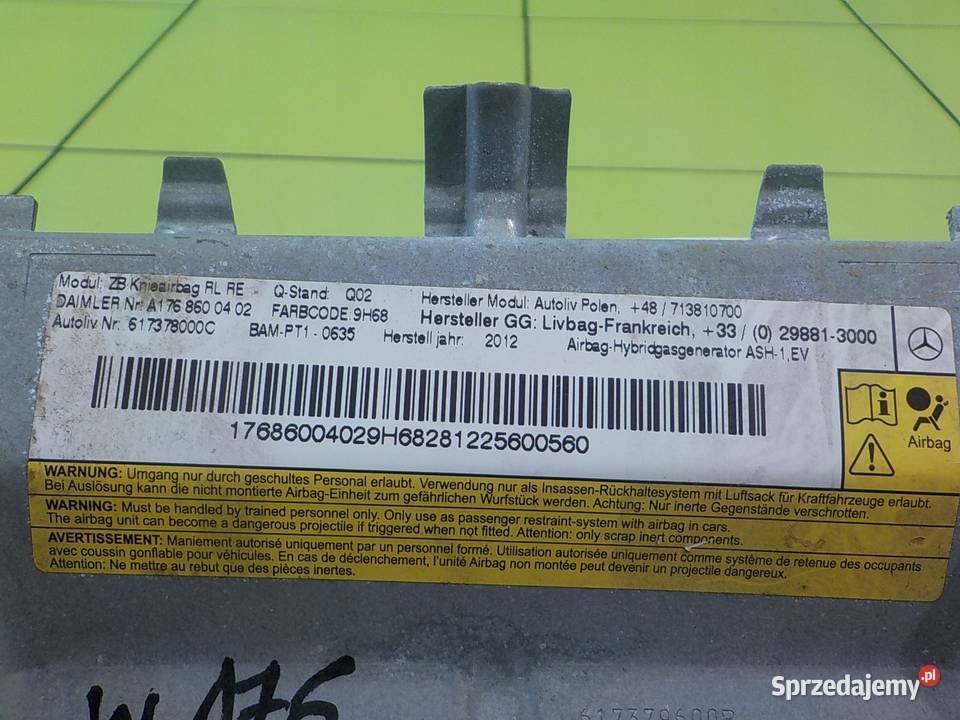 Modul: ZB Knieairbag RL RE Q-Stand: Q02 Hersteller Modul: Autoliv Polen, +48 / 713810700
DAIMLER Nr: A176 860 04 02 FARBCODE: 9H68 Hersteller GG: Livbag-Frankreich, +33 / (0) 29881-3000
Autoliv Nr: 617378000C BAM-PT1 - 0635 Herstell jahr: 2012 Airbag-Hybridgasgenerator ASH-1,EV
17686004029H68281225600560
Airbag
WARNUNG: Umgang nur durch geschultes Personal erlaubt. Verwendung nur als Insassen-Rückhaltesystem mit Luftsack für Kraftfahrzeuge erlaubt.
Bei Auslösung kann die nicht montierte Airbag-Einheit zum gefährlichen Wurfstück werden. Achtung: Nur inerte Gegenstände verschrotten.
WARNING: Must be handled by trained personnel only. Only use as passenger restraint-system with airbag in cars.
The airbag unit can become a dangerous projectile if triggered when not fitted. Attention: only scrap inert components.
AVERTISSEMENT: Maniement autorisé uniquement par un personnel formé. Utilisation autorisée uniquement comme système de retenue des occupants
avec coussin gonflable pour véhicules. En cas de déclenchement, l'unité Airbag non montée peut devenir un projectile dangereux.
Attention: Ne mettre au rebut que des pièces inertes.
W 176
Sprzedajemy.pl